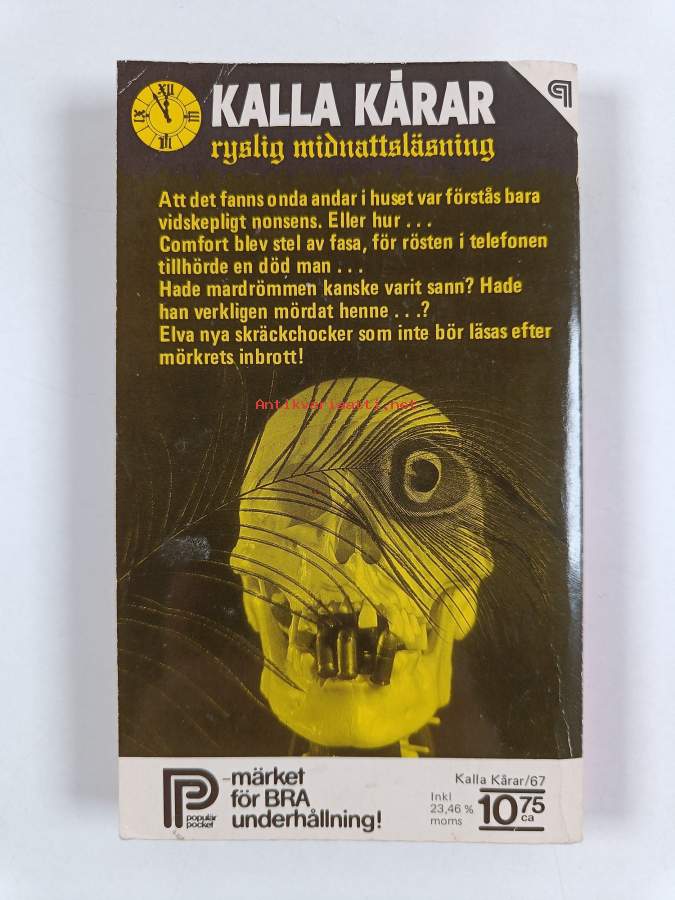 XII
III
IX
KALLA KÅRAR
ryslig midnattsläsning
Att det fanns onda andar i huset var förstås bara
vidskepligt nonsens. Eller hur . . .
Comfort blev stel av fasa, för rösten i telefonen
tillhörde en död man . . .
Hade mardrömmen kanske varit sann? Hade
han verkligen mördat henne . . .?
Elva nya skräckchocker som inte bör läsas efter
mörkrets inbrott!
Antikvariaatti.net
P
populär
pocket
-märket
för BRA
underhållning!
Kalla Kårar/67
Inkl
23,46 %
moms
10 75
ca